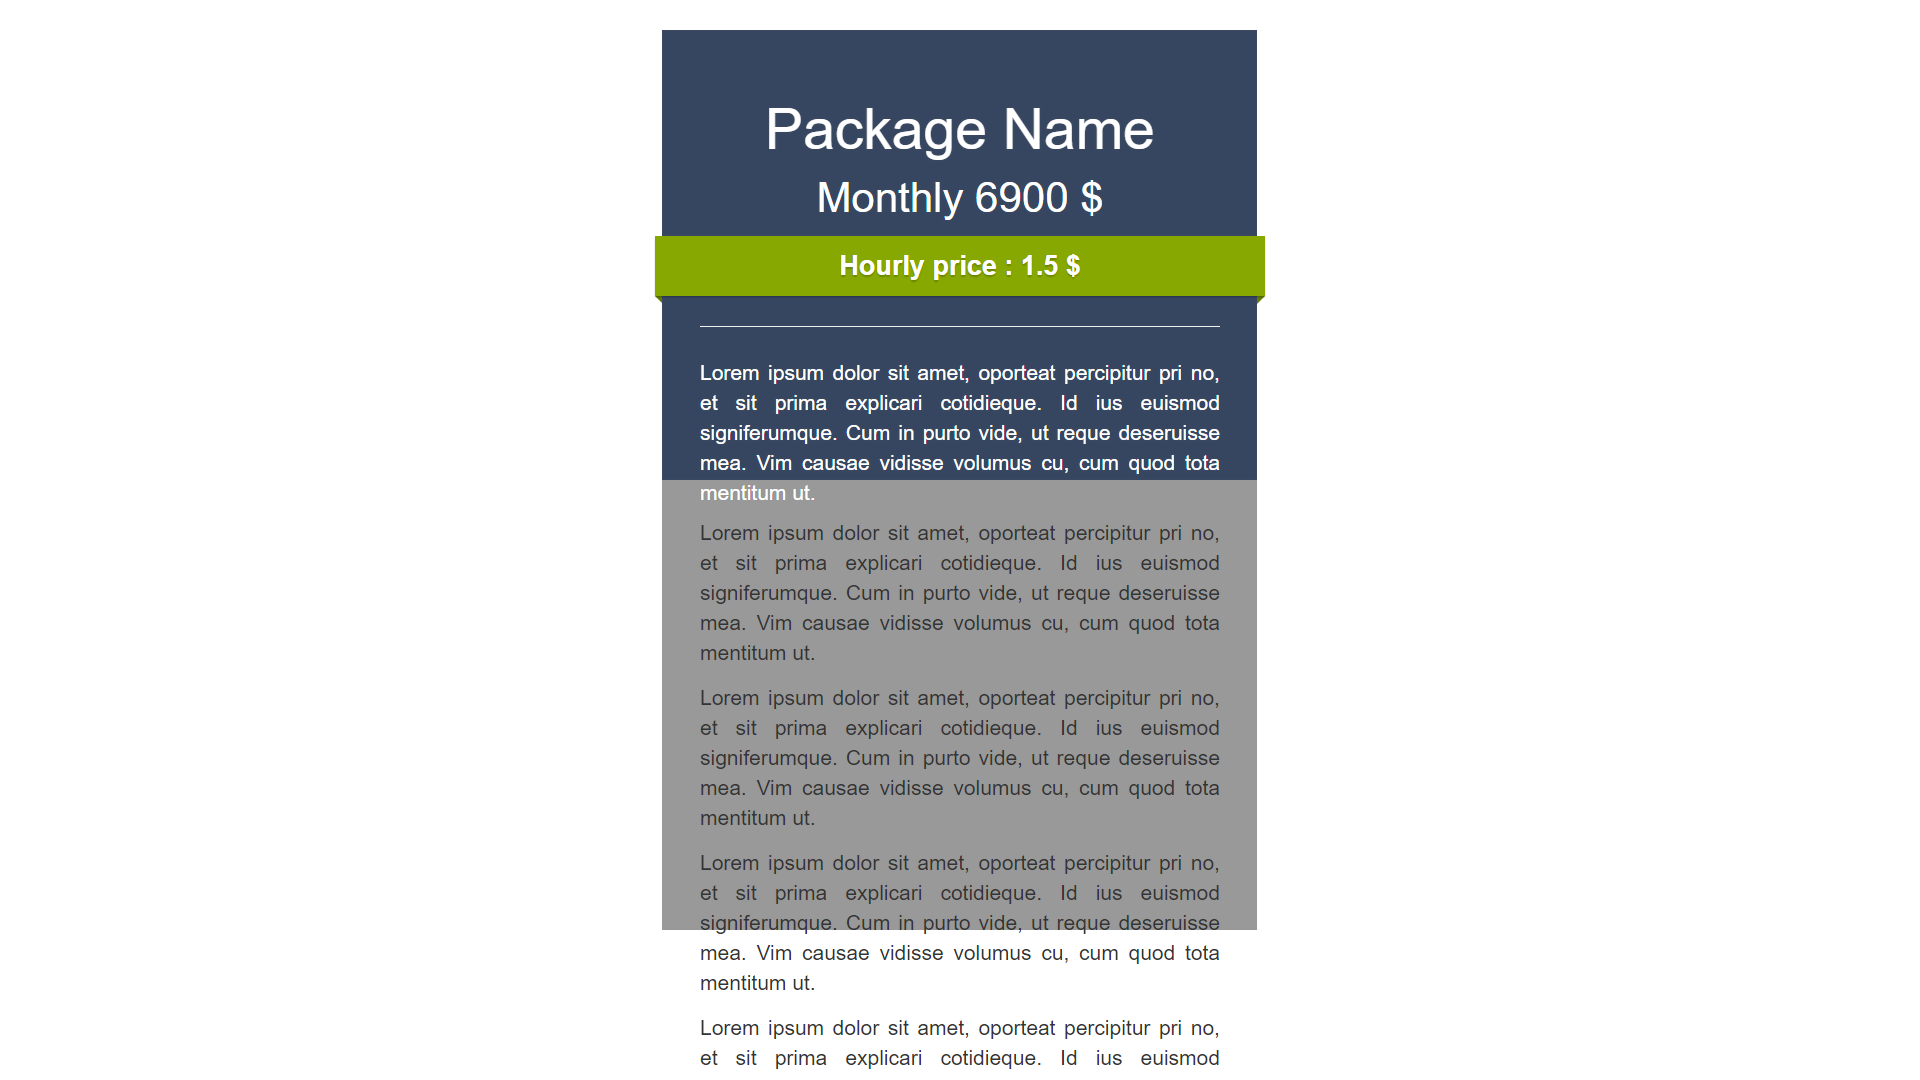 Package Name
Monthly 6900 $
Hourly price : 1.5 $
Lorem ipsum dolor sit amet, oporteat percipitur pri no,
et sit prima explicari cotidieque. Id ius euismod
signiferumque. Cum in purto vide, ut reque deseruisse
mea. Vim causae vidisse volumus cu, cum quod tota
mentitum ut.
Lorem ipsum dolor sit amet, oporteat percipitur pri no,
et sit prima explicari cotidieque. Id ius euismod
signiferumque. Cum in purto vide, ut reque deseruisse
mea. Vim causae vidisse volumus cu, cum quod tota
mentitum ut.
Lorem ipsum dolor sit amet, oporteat percipitur pri no,
et sit prima explicari cotidieque. Id ius euismod
signiferumque. Cum in purto vide, ut reque deseruisse
mea. Vim causae vidisse volumus cu, cum quod tota
mentitum ut.
Lorem ipsum dolor sit amet, oporteat percipitur pri no,
et sit prima explicari cotidieque. Id ius euismod
signiferumque. Cum in purto vide, ut reque deseruisse
mea. Vim causae vidisse volumus cu, cum quod tota
mentitum ut.
Lorem ipsum dolor sit amet, oporteat percipitur pri no,
et sit prima explicari cotidieque. Id ius euismod